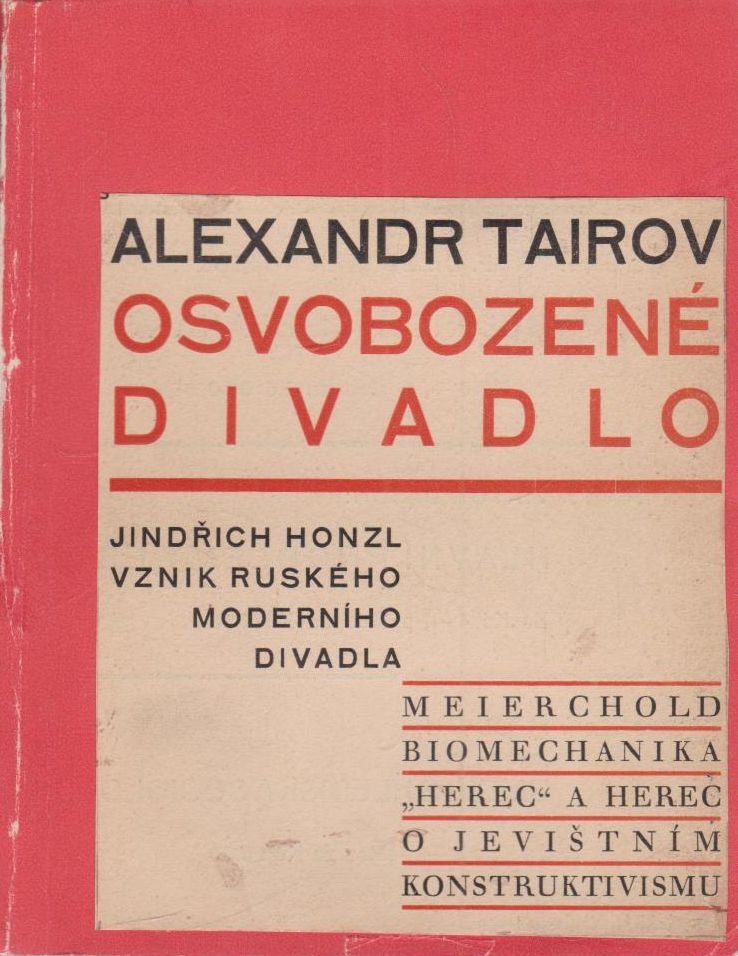 ALEXANDR TAIROV
OSVOBOZENÉ
DIVADLO
JINDŘICH HONZL
VZNIK RUSKÉHO
MODERNÍHO
DIVADLA
MEIERCHOLD
BIOMECHANIKA
„HEREC“ A HEREC
O JEVIŠTNÍM
KONSTRUKTIVISMU